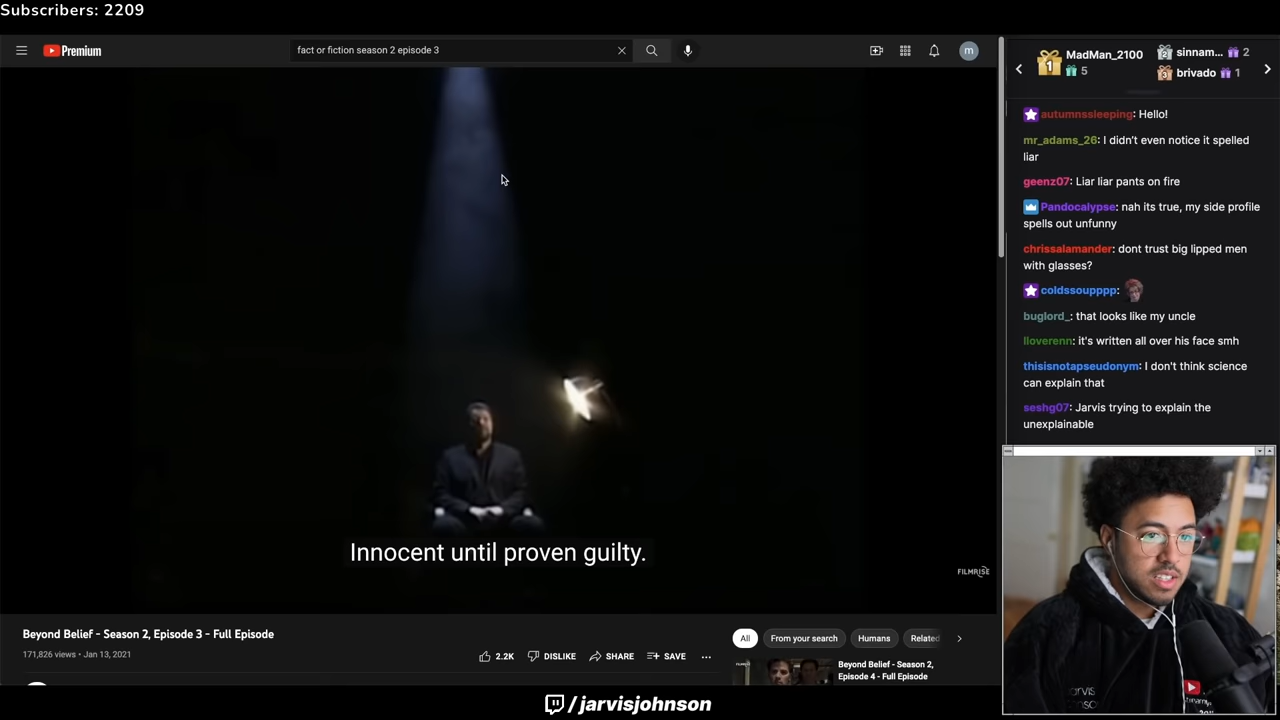 Subscribers: 2209
Premium
fact or fiction season 2 episode 3
m
Innocent until proven guilty.
FILMRISE
Beyond Belief - Season 2, Episode 3 - Full Episode
171,826 views • Jan 13, 2021
2.2K
DISLIKE
SHARE
SAVE
All
From your search
Humans
Related
Beyond Belief - Season 2,
Episode 4 - Full Episode
1
MadMan_2100
5
2
sinnam... 2
3
brivado 1
autumnssleeping: Hello!
mr_adams_26: I didn't even notice it spelled
liar
geenz07: Liar liar pants on fire
Pandocalypse: nah its true, my side profile
spells out unfunny
chrissalamander: dont trust big lipped men
with glasses?
coldssoupppp:
buglord_: that looks like my uncle
lloverenn: it's written all over his face smh
thisisnotapseudonym: I don't think science
can explain that
seshg07: Jarvis trying to explain the
unexplainable
/jarvisjohnson